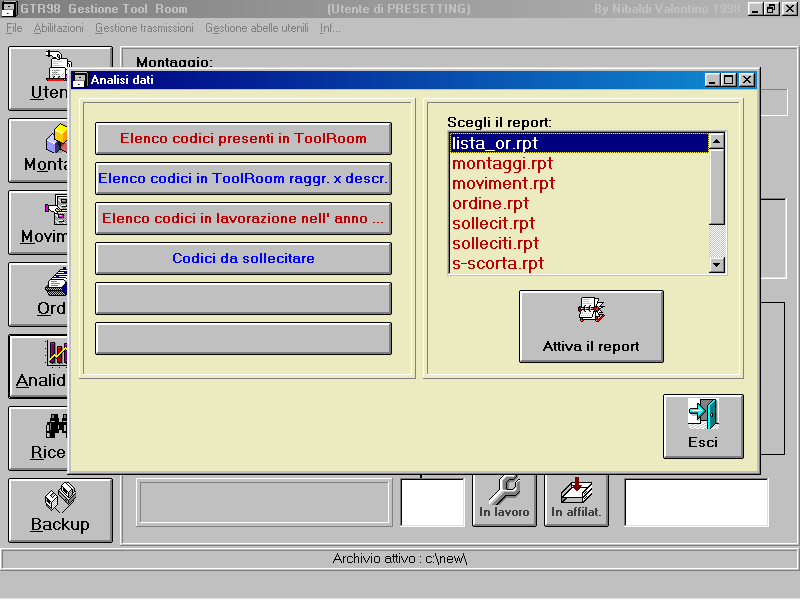 GTR98 Gestione Tool Room (Utente di PRESETTING) By Nibaldi Valentino 1998
File Abilitazioni Gestione trasmissioni Gestione abelle utenili Inf...
Montaggio:
Uten
Monta
Movim
Ord
Analid
Rice
Backup
Analisi dati
Elenco codici presenti in ToolRoom
Elenco codici in ToolRoom raggr. x descr.
Elenco codici in lavorazione nell' anno ...
Codici da sollecitare
Scegli il report:
lista_or.rpt
montaggi.rpt
moviment.rpt
ordine.rpt
sollecit.rpt
solleciti.rpt
s-scorta.rpt
Attiva il report
Esci
In lavoro
In affilat.
Archivio attivo : c:\new\